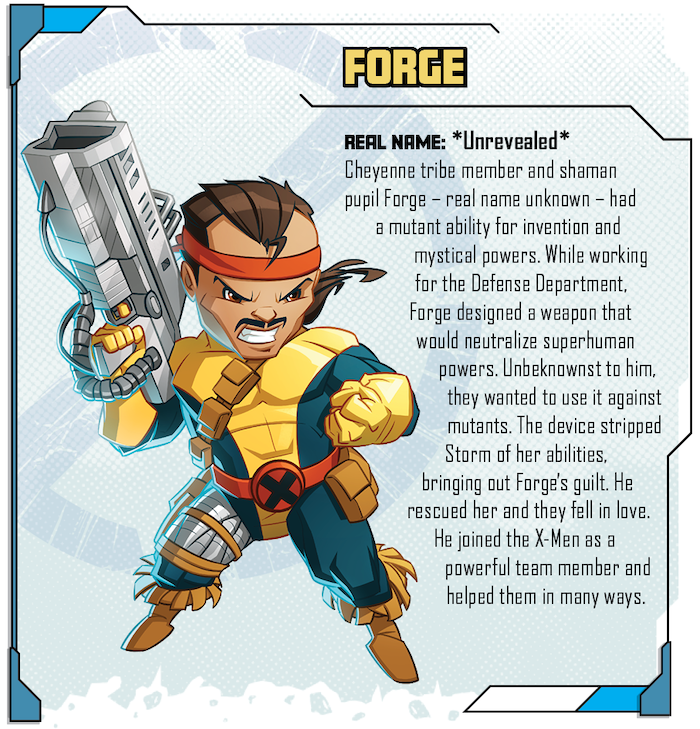 FORGE
REAL NAME: *Unrevealed*
Cheyenne tribe member and shaman
pupil Forge – real name unknown – had
a mutant ability for invention and
mystical powers. While working
for the Defense Department,
Forge designed a weapon that
would neutralize superhuman
powers. Unbeknownst to him,
they wanted to use it against
mutants. The device stripped
Storm of her abilities,
bringing out Forge's guilt. He
rescued her and they fell in love.
He joined the X-Men as a
powerful team member and
helped them in many ways.